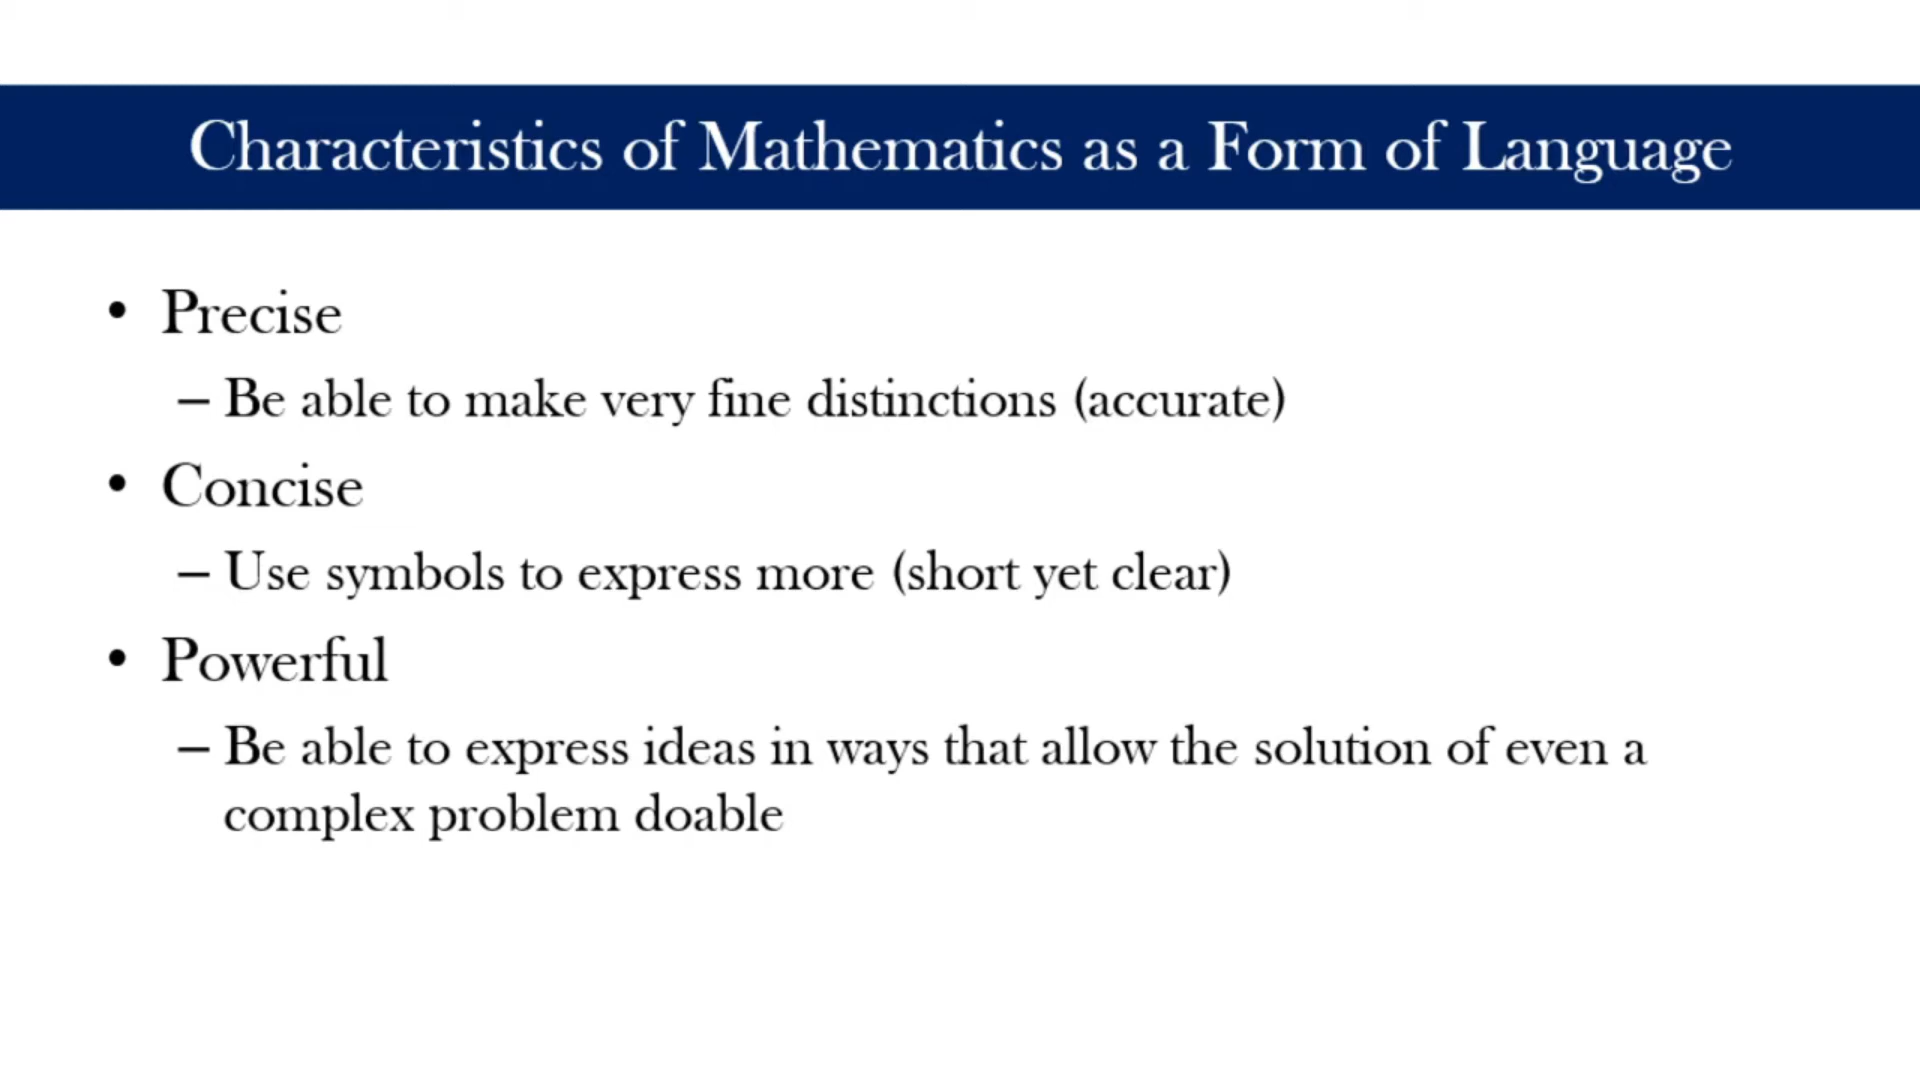 Characteristics of Mathematics as a Form of Language
• Precise
– Be able to make very fine distinctions (accurate)
• Concise
– Use symbols to express more (short yet clear)
• Powerful
– Be able to express ideas in ways that allow the solution of even a
complex problem doable